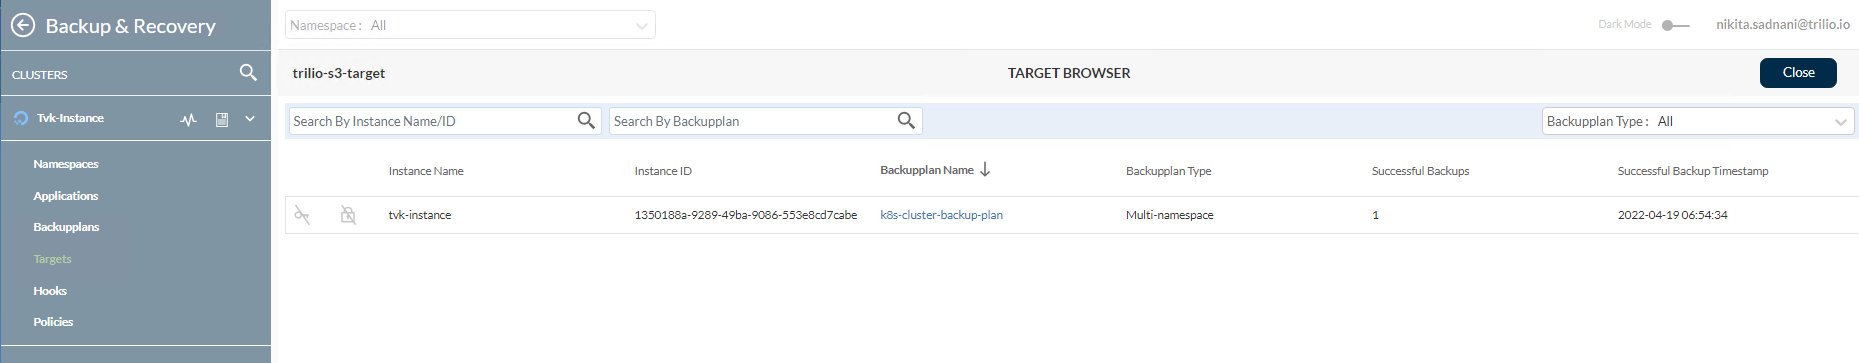 Backup & Recovery
Namespace : All
Dark Mode
nikita.sadnani@trilio.io
CLUSTERS
trilio-s3-target
TARGET BROWSER
Close
Tvk-Instance
Search By Instance Name/ID
Search By Backupplan
Backupplan Type : All
Namespaces
Applications
Backupplans
Targets
Hooks
Policies
Instance Name Instance ID Backupplan Name Backupplan Type Successful Backups Successful Backup Timestamp
tvk-instance 1350188a-9289-49ba-9086-553e8cd7cabe k8s-cluster-backup-plan Multi-namespace 1 2022-04-19 06:54:34